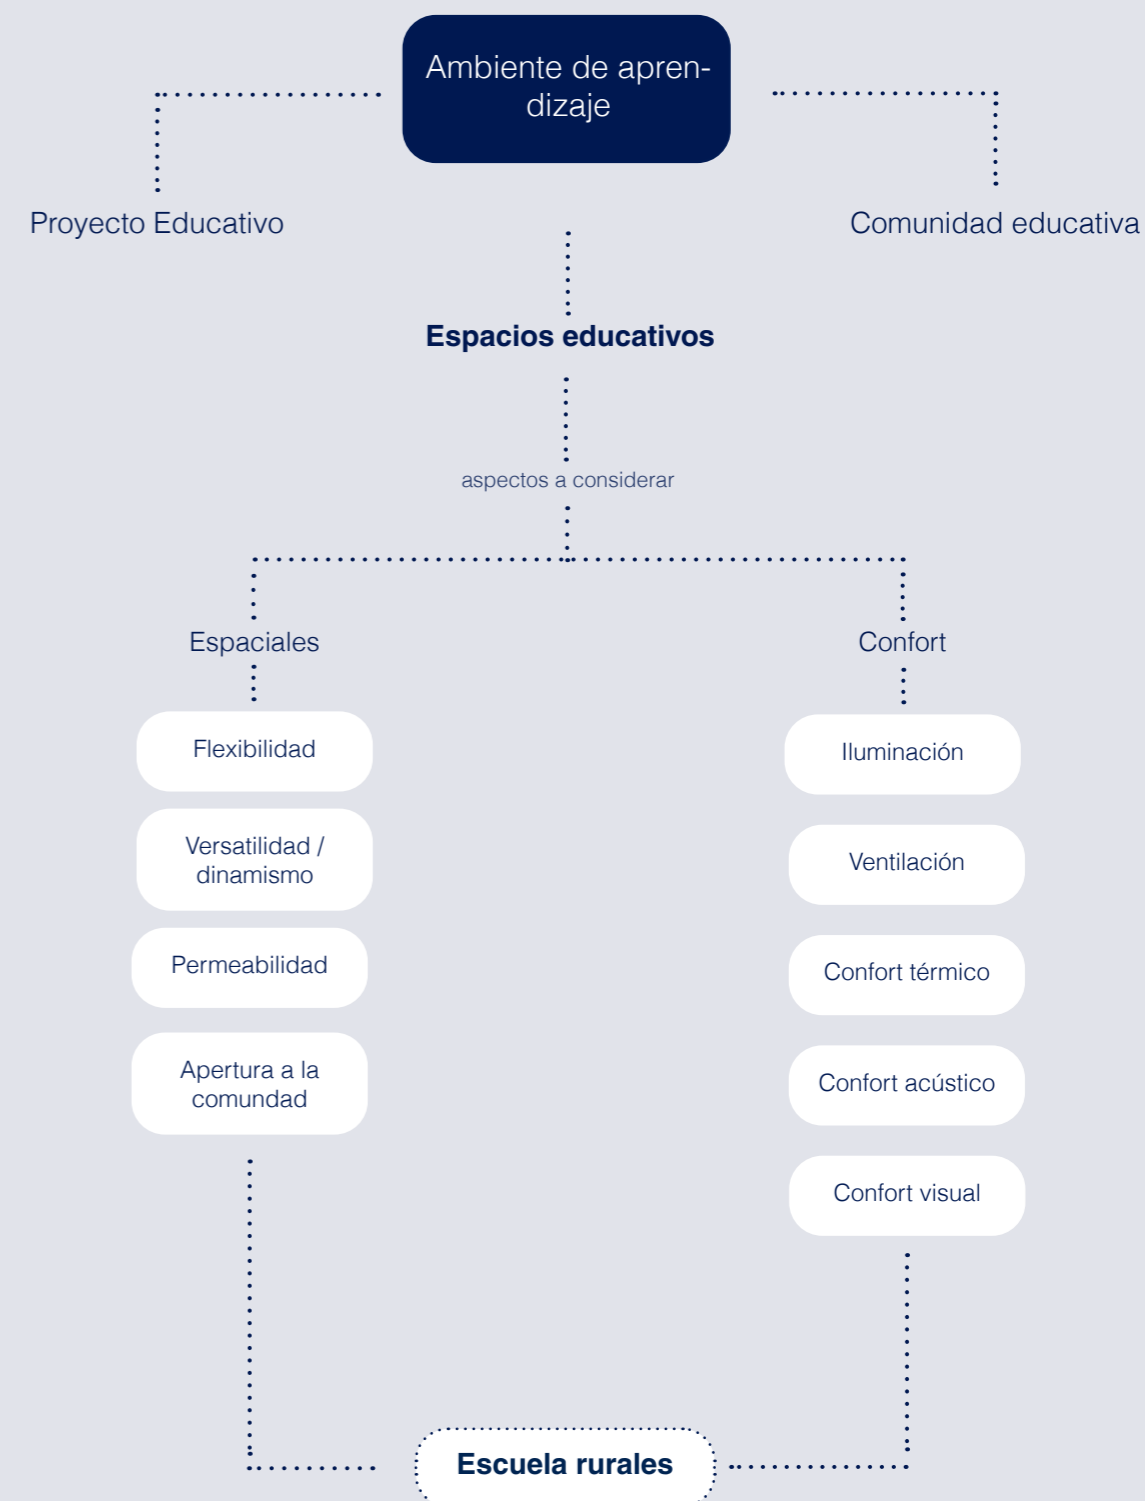 Ambiente de apren-
dizaje
Proyecto Educativo
Comunidad educativa
Espacios educativos
aspectos a considerar
Espaciales
Flexibilidad
Versatilidad /
dinamismo
Permeabilidad
Apertura a la
comundad
Confort
Iluminación
Ventilación
Confort térmico
Confort acústico
Confort visual
Escuela rurales